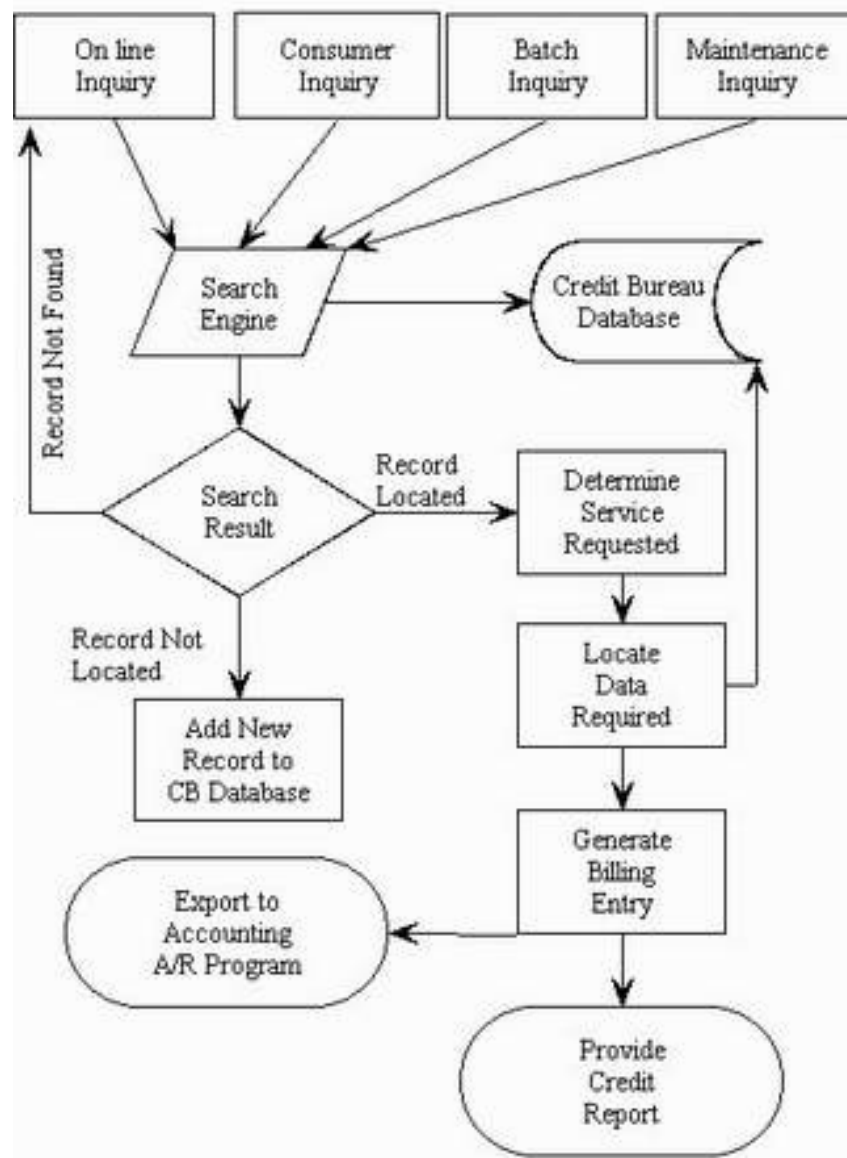 On line
Inquiry
Consumer
Inquiry
Batch
Inquiry
Maintenance
Inquiry
Search
Engine
Credit Bureau
Database
Record Not Found
Search
Result
Record
Located
Determine
Service
Requested
Record Not
Located
Locate
Data
Required
Add New
Record to
CB Database
Generate
Billing
Entry
Export to
Accounting
A/R Program
Provide
Credit
Report